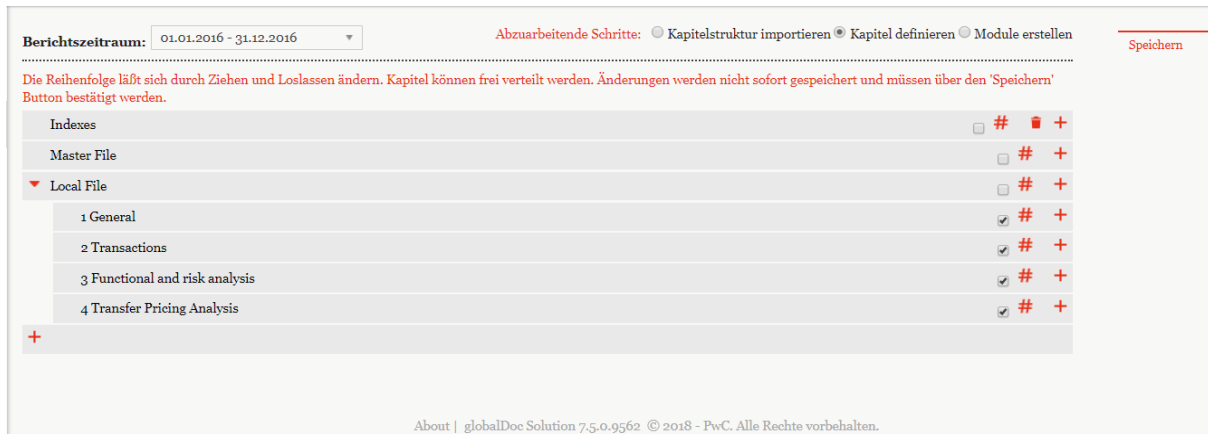 Berichtszeitraum: 01.01.2016 - 31.12.2016 Abzuarbeitende Schritte: Kapitelstruktur importieren Kapitel definieren Module erstellen
Speichern
Die Reihenfolge läßt sich durch Ziehen und Loslassen ändern. Kapitel können frei verteilt werden. Änderungen werden nicht sofort gespeichert und müssen über den 'Speichern'
Button bestätigt werden.
Indexes # +
Master File # +
Local File # +
1 General # +
2 Transactions # +
3 Functional and risk analysis # +
4 Transfer Pricing Analysis # +
+
About | globalDoc Solution 7.5.0.9562 © 2018 - PwC. Alle Rechte vorbehalten.